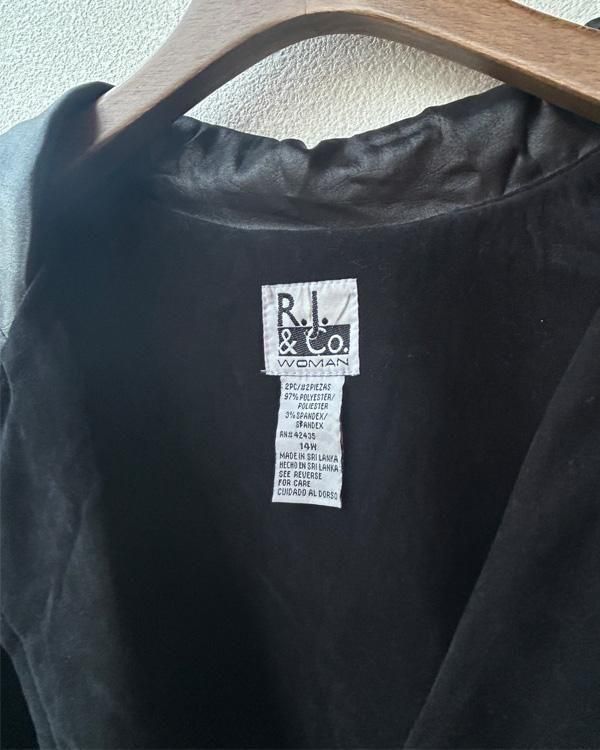 R.J.
& Co.
WOMAN
2PC/#2PIEZAS
97% POLYESTER/
POLIESTER
3% SPANDEX/
SPANDEX
RN# 42435
14W
MADE IN SRI LANKA
HECHO EN SRI LANKA
SEE REVERSE
FOR CARE
CUIDADO AL DORSO